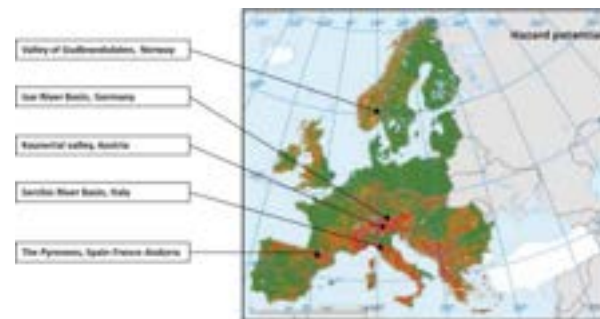 Valley of Gudbrandsdalen, Norway
Isar River Basin, Germany
Kaunertal valley, Austria
Serchio River Basin, Italy
The Pyrenees, Spain France Andorra
Hazard potential